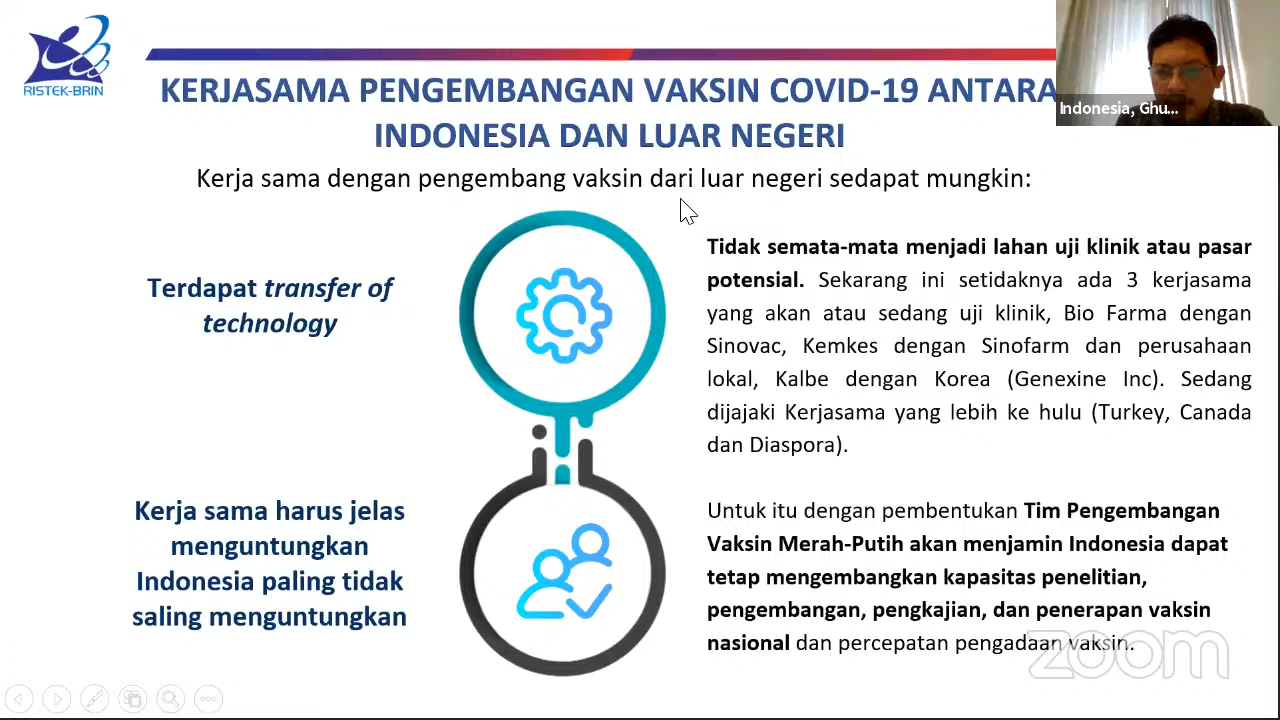 RISTEK-BRIN
KERJASAMA PENGEMBANGAN VAKSIN COVID-19 ANTARA
INDONESIA DAN LUAR NEGERI
Indonesia, Ghu...
Kerja sama dengan pengembang vaksin dari luar negeri sedapat mungkin:
Terdapat transfer of
technology
Tidak semata-mata menjadi lahan uji klinik atau pasar
potensial. Sekarang ini setidaknya ada 3 kerjasama
yang akan atau sedang uji klinik, Bio Farma dengan
Sinovac, Kemkes dengan Sinofarm dan perusahaan
lokal, Kalbe dengan Korea (Genexine Inc). Sedang
dijajaki Kerjasama yang lebih ke hulu (Turkey, Canada
dan Diaspora).
Kerja sama harus jelas
menguntungkan
Indonesia paling tidak
saling menguntungkan
Untuk itu dengan pembentukan Tim Pengembangan
Vaksin Merah-Putih akan menjamin Indonesia dapat
tetap mengembangkan kapasitas penelitian,
pengembangan, pengkajian, dan penerapan vaksin
nasional dan percepatan pengadaan vaksin.
zoom